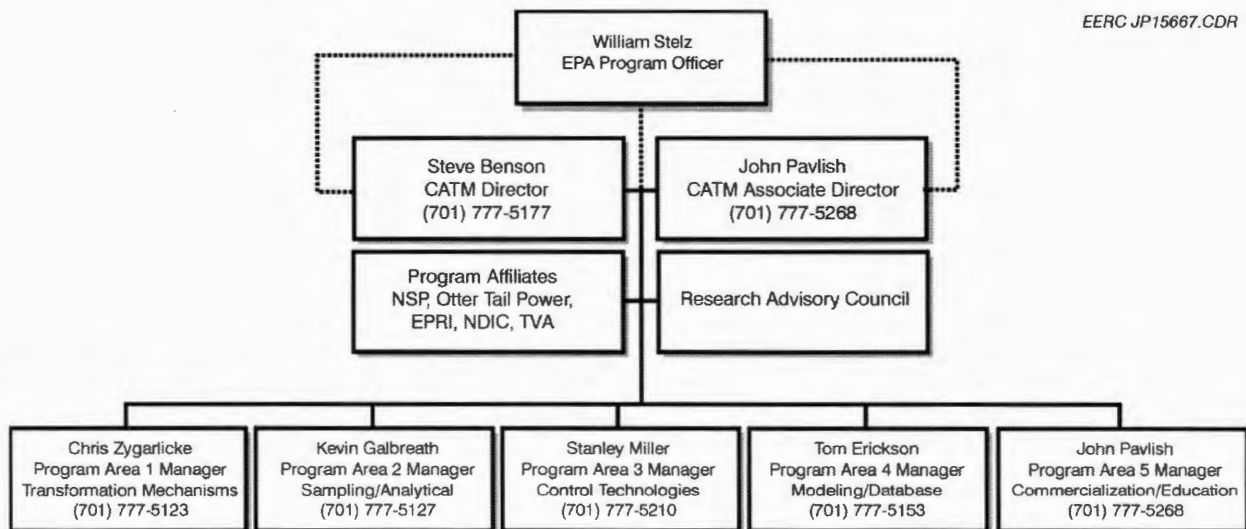 EERC JP15667.CDR
William Stelz
EPA Program Officer
Steve Benson
CATM Director
(701) 777-5177
John Pavlish
CATM Associate Director
(701) 777-5268
Program Affiliates
NSP, Otter Tail Power,
EPRI, NDIC, TVA
Research Advisory Council
Chris Zygarlicke
Program Area 1 Manager
Transformation Mechanisms
(701) 777-5123
Kevin Galbreath
Program Area 2 Manager
Sampling/Analytical
(701) 777-5127
Stanley Miller
Program Area 3 Manager
Control Technologies
(701) 777-5210
Tom Erickson
Program Area 4 Manager
Modeling/Database
(701) 777-5153
John Pavlish
Program Area 5 Manager
Commercialization/Education
(701) 777-5268